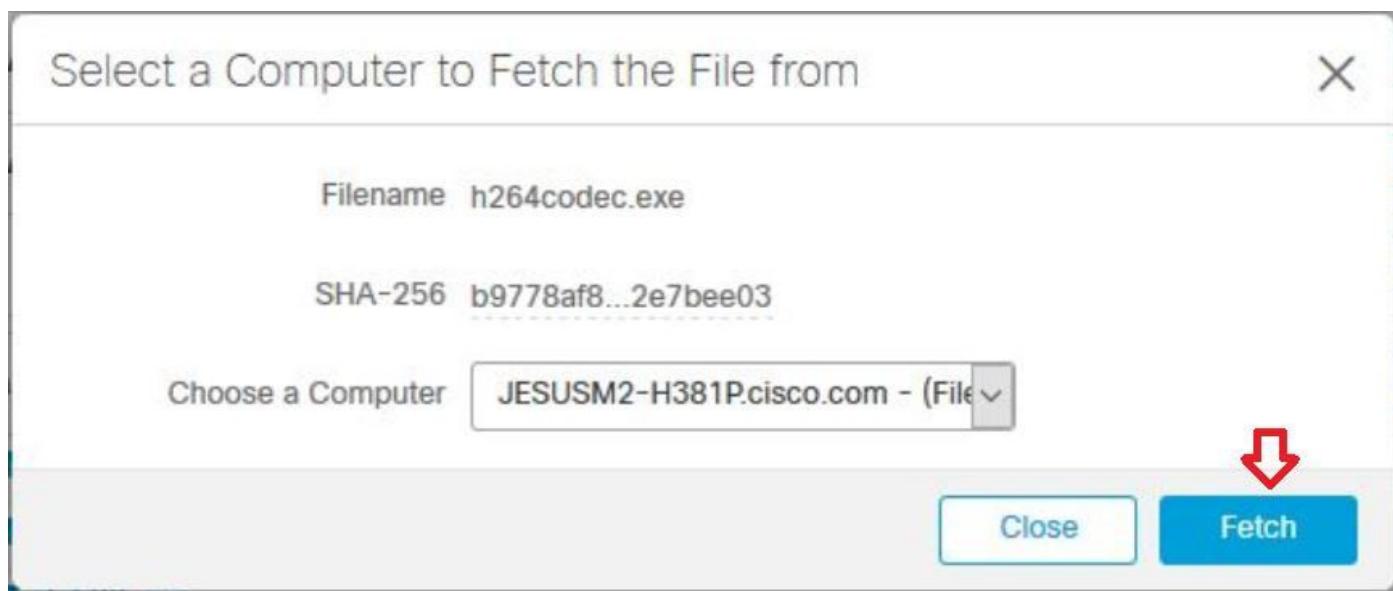 Select a Computer to Fetch the File from
Filename h264codec.exe
SHA-256 b9778af8...2e7bee03
Choose a Computer JESUSM2-H381P.cisco.com - (File
Close Fetch